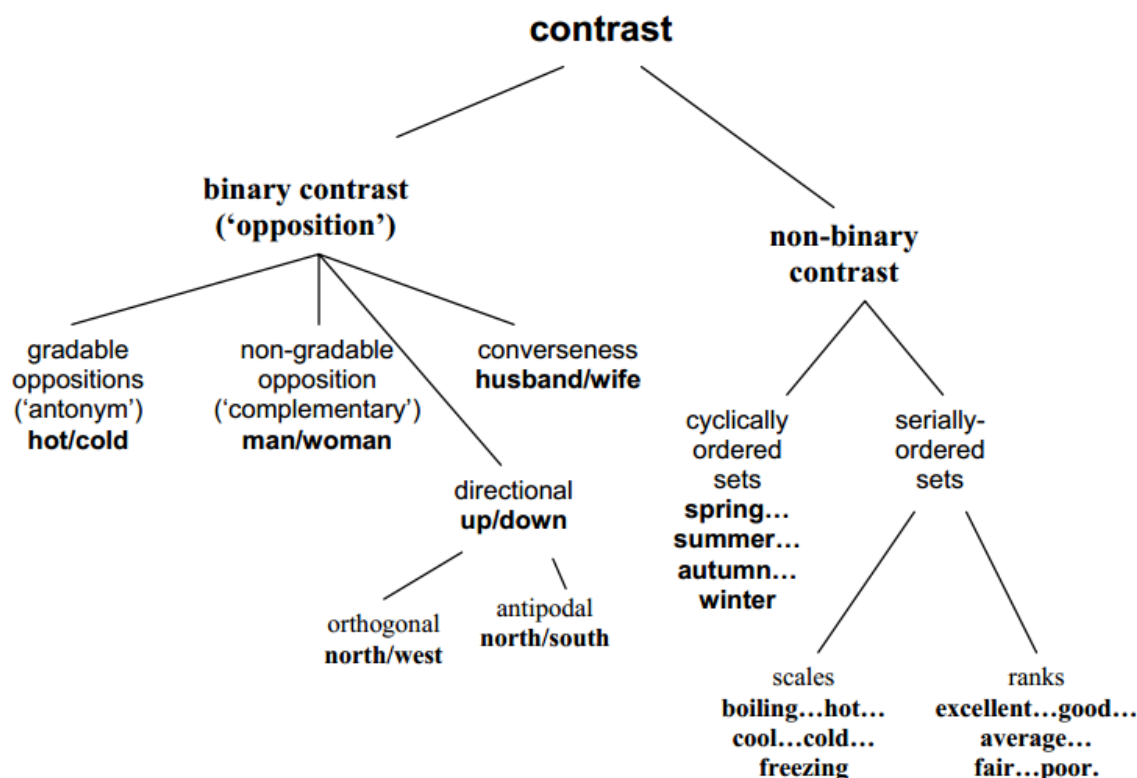 contrast
binary contrast
(‘opposition’)
non-binary
contrast
gradable
oppositions
(‘antonym’)
hot/cold
non-gradable
opposition
(‘complementary’)
man/woman
converseness
husband/wife
directional
up/down
orthogonal
north/west
antipodal
north/south
cyclically
ordered
sets
spring…
summer…
autumn…
winter
serially-
ordered
sets
scales
boiling…hot…
cool…cold…
freezing
ranks
excellent…good…
average…
fair…poor.